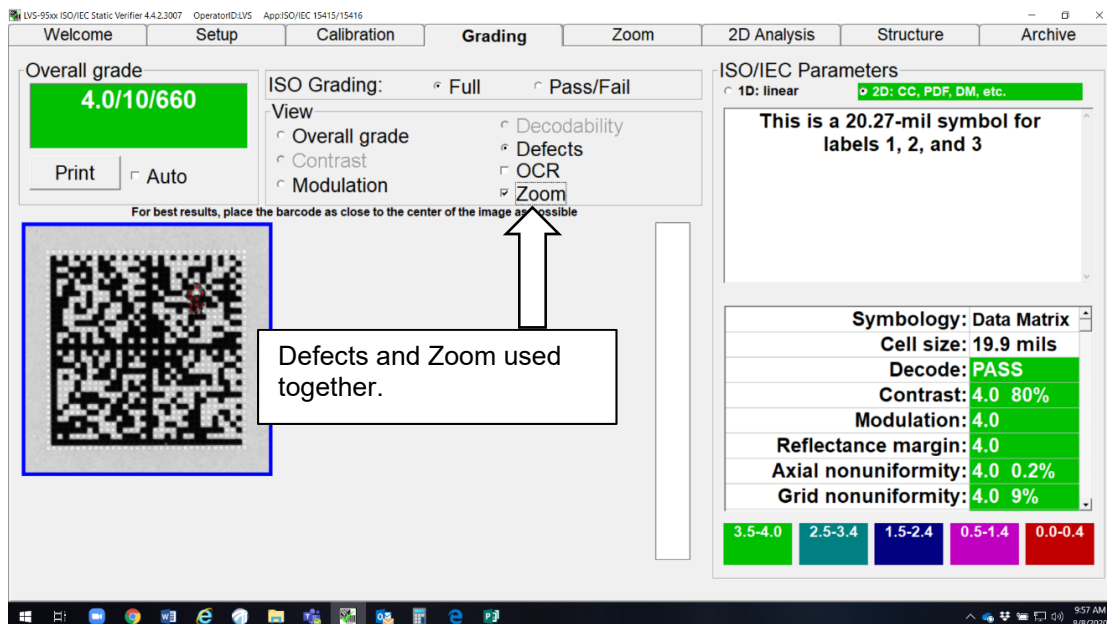 LVS-95xx ISO/IEC Static Verifier 4.4.2.3007 OperatorID:LVS App:ISO/IEC 15415/15416
Welcome Setup Calibration Grading Zoom 2D Analysis Structure Archive
Overall grade
4.0/10/660
Print
Auto
ISO Grading: Full Pass/Fail
View
Overall grade
Contrast
Modulation
Decodability
Defects
OCR
Zoom
For best results, place the barcode as close to the center of the image as possible
Defects and Zoom used
together.
ISO/IEC Parameters
1D: linear 2D: CC, PDF, DM, etc.
This is a 20.27-mil symbol for
labels 1, 2, and 3
Symbology: Data Matrix
Cell size: 19.9 mils
Decode: PASS
Contrast: 4.0 80%
Modulation: 4.0
Reflectance margin: 4.0
Axial nonuniformity: 4.0 0.2%
Grid nonuniformity: 4.0 9%
3.5-4.0 2.5-3.4 1.5-2.4 0.5-1.4 0.0-0.4
9:57 AM
8/8/2020